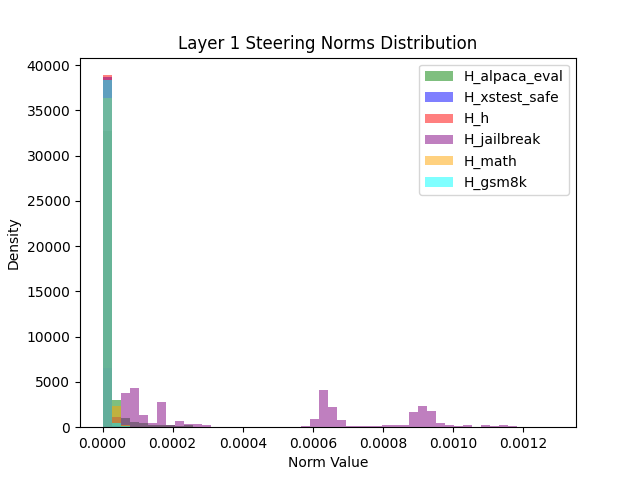 Layer 1 Steering Norms Distribution
H_alpaca_eval
H_xstest_safe
H_h
H_jailbreak
H_math
H_gsm8k
Density
40000
35000
30000
25000
20000
15000
10000
5000
0
0.0000 0.0002 0.0004 0.0006 0.0008 0.0010 0.0012
Norm Value